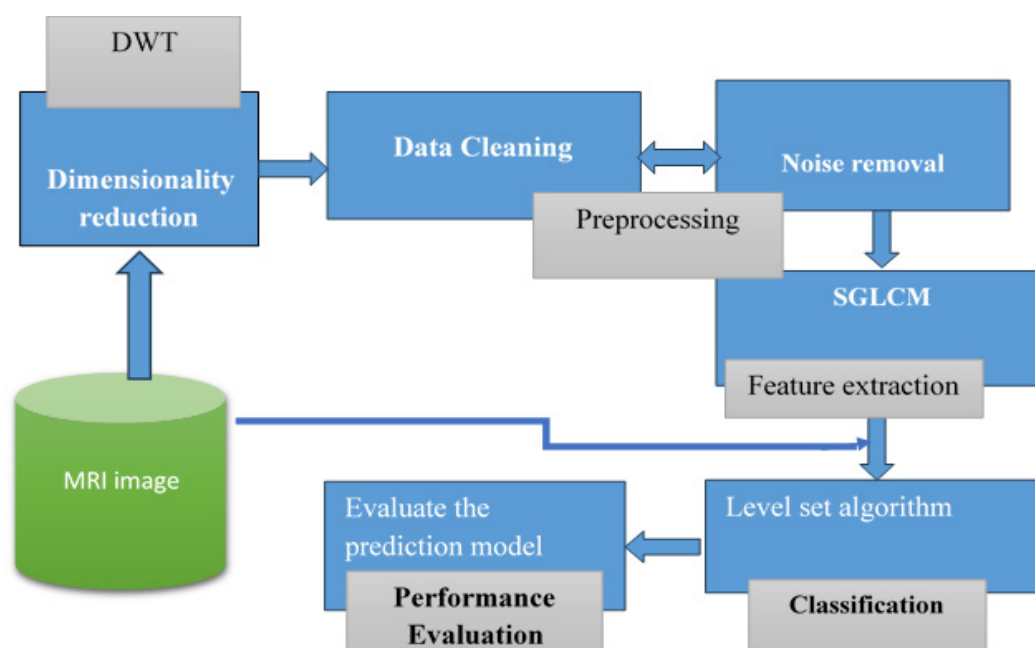 DWT
Dimensionality
reduction
Data Cleaning
Noise removal
Preprocessing
SGLCM
Feature extraction
MRI image
Level set algorithm
Classification
Evaluate the
prediction model
Performance
Evaluation